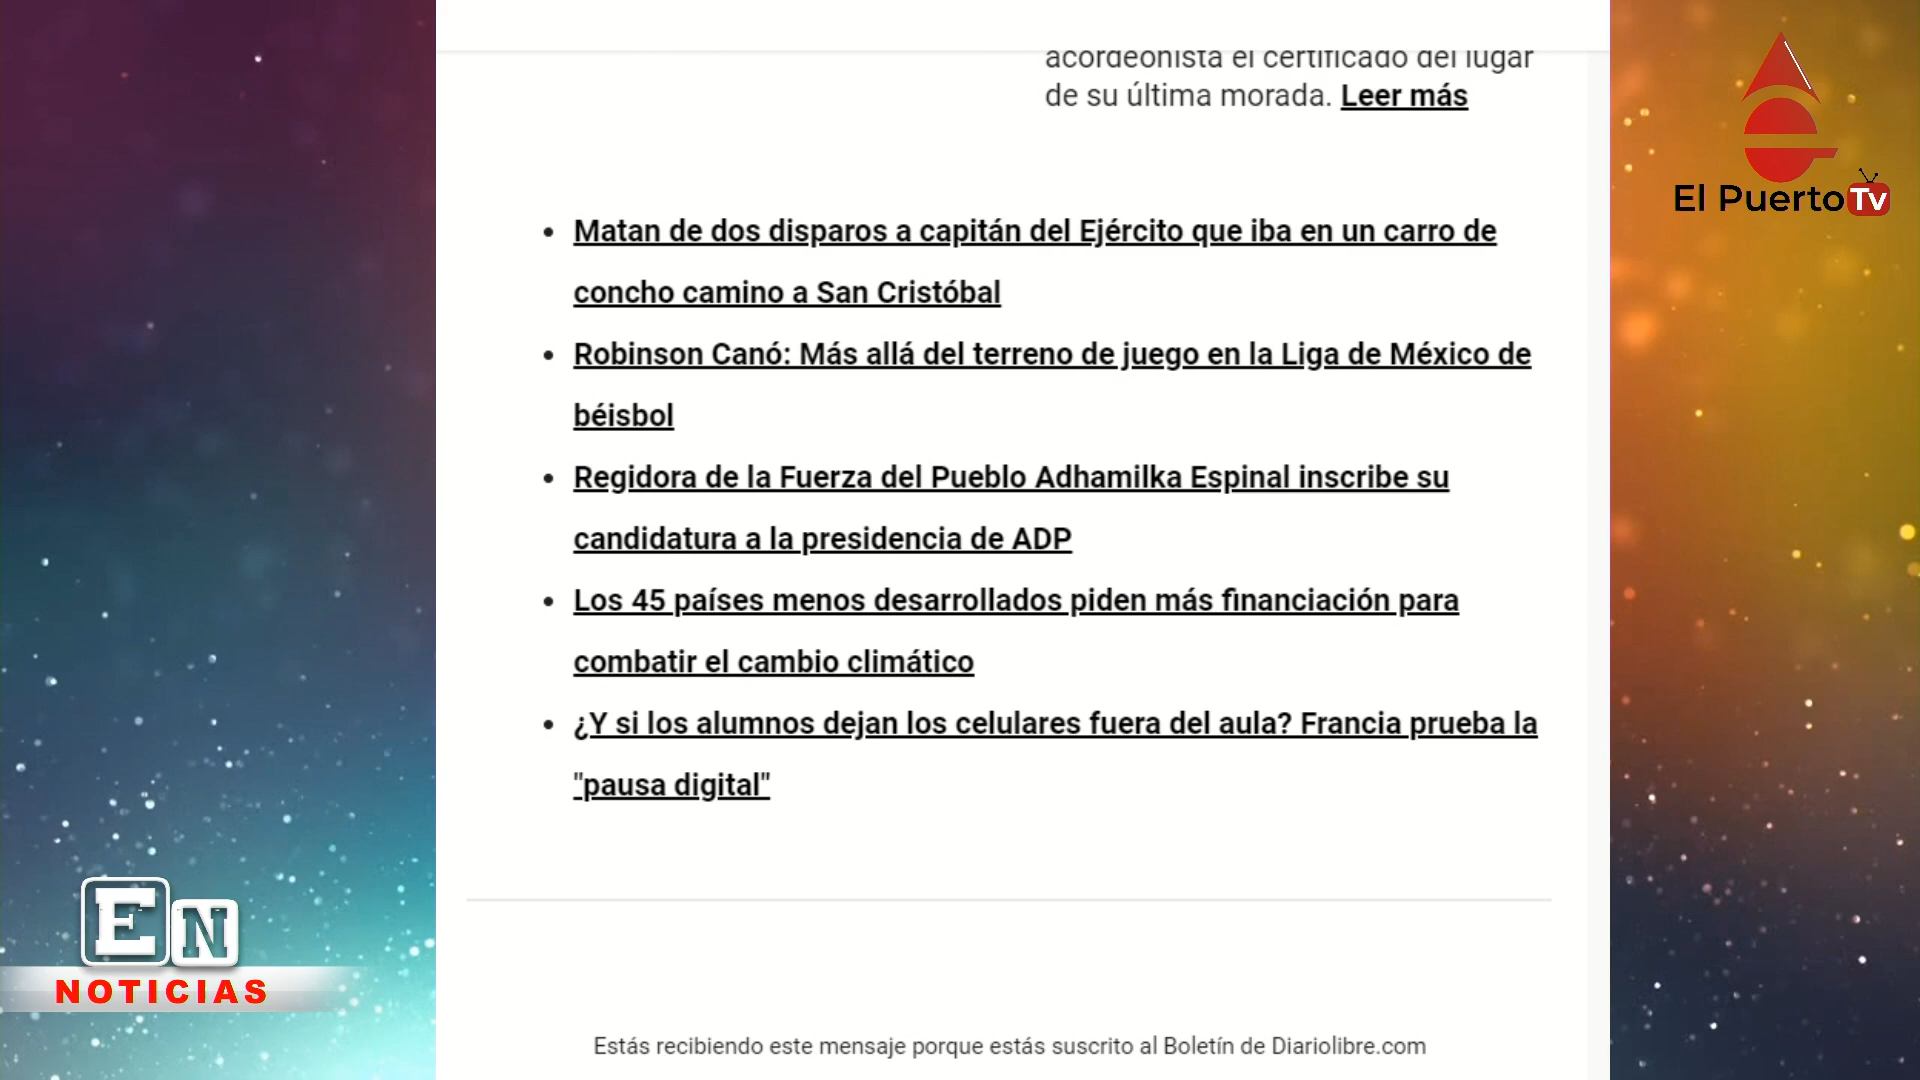 acordeonista el certificado del lugar
de su última morada. Leer más
El Puerto Tv
Matan de dos disparos a capitán del Ejército que iba en un carro de
concho camino a San Cristóbal
Robinson Canó: Más allá del terreno de juego en la Liga de México de
béisbol
Regidora de la Fuerza del Pueblo Adhamilka Espinal inscribe su
candidatura a la presidencia de ADP
Los 45 países menos desarrollados piden más financiación para
combatir el cambio climático
¿Y si los alumnos dejan los celulares fuera del aula? Francia prueba la
"pausa digital"
EN
NOTICIAS
Estás recibiendo este mensaje porque estás suscrito al Boletín de Diariolibre.com